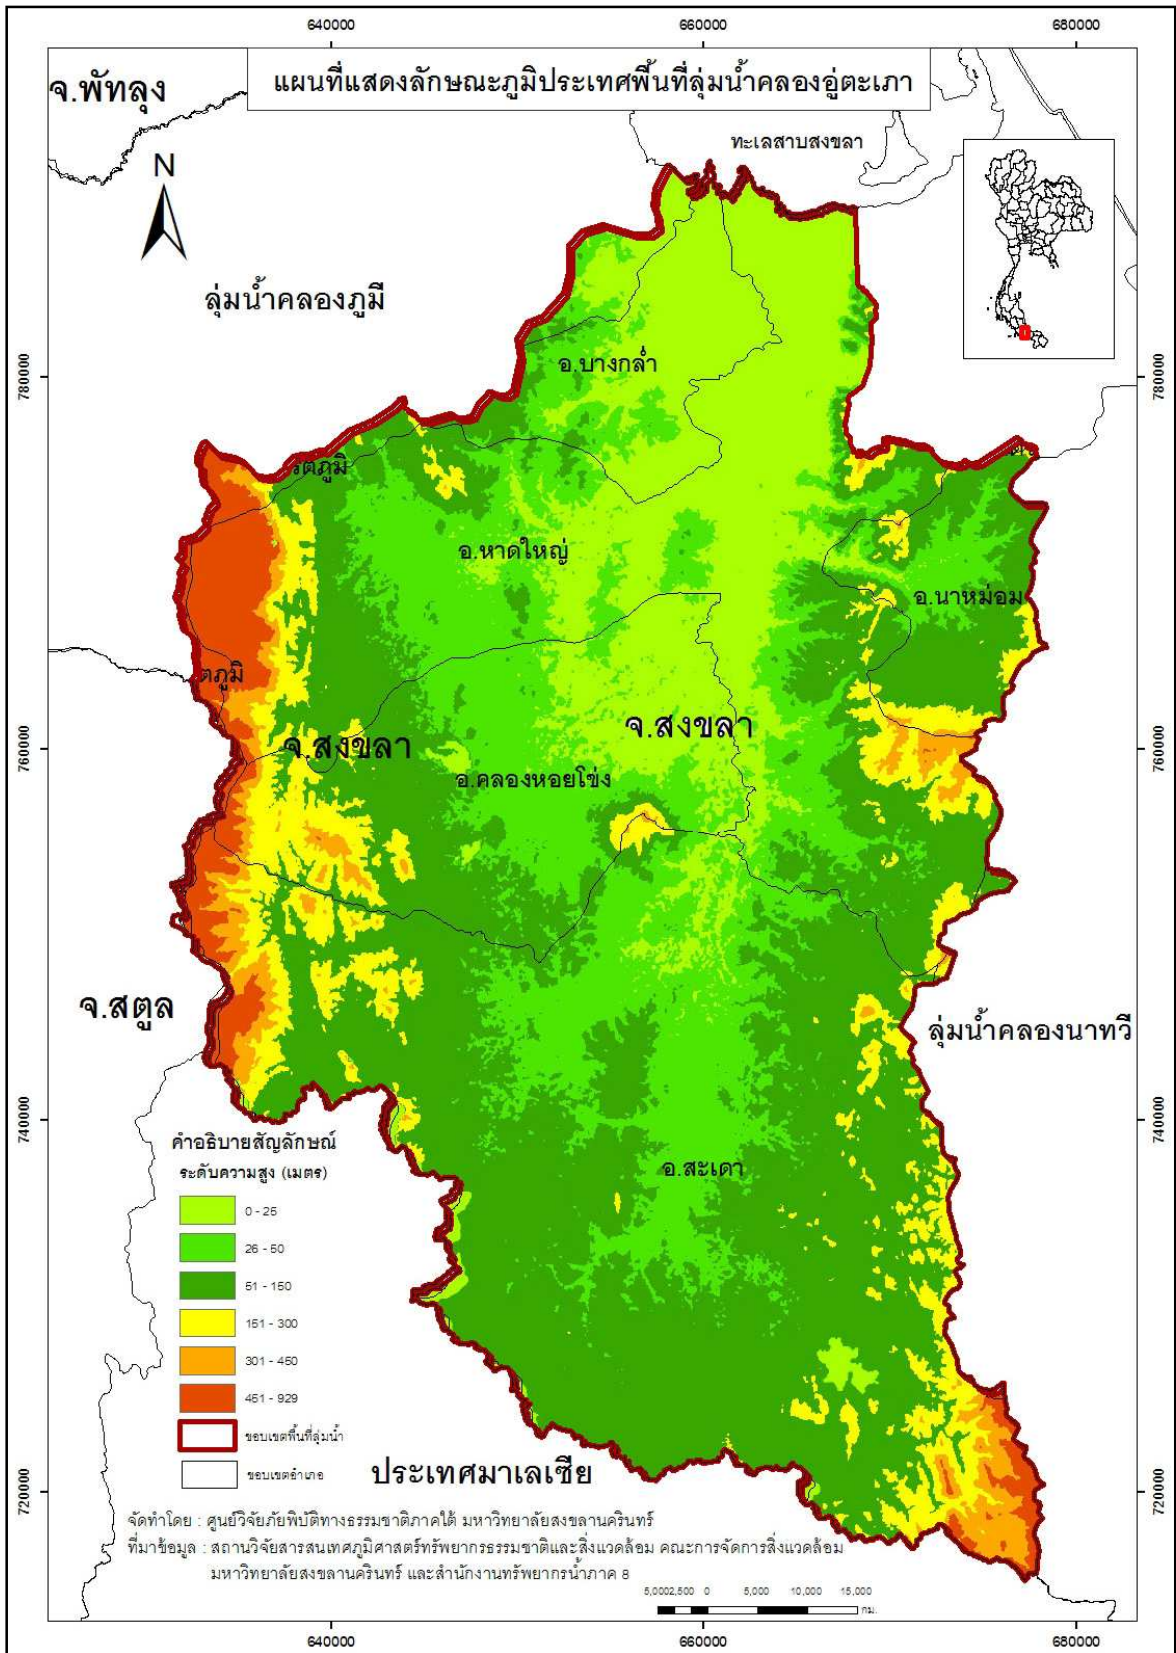 640000
660000
680000
จ.พัทลุง
แผนที่แสดงลักษณะภูมิประเทศพื้นที่ลุ่มน้ำคลองอู่ตะเภา
ทะเลสาบสงขลา
N
ลุ่มน้ำคลองภูมี
780000
อ.บางกล่ำ
780000
รตภูมิ
อ.หาดใหญ่
อ.นาหม่อม
ตภูมิ
760000
จ.สงขลา
จ.สงขลา
760000
อ.คลองหอยโข่ง
จ.สตูล
ลุ่มน้ำคลองนาทวี
740000
740000
คำอธิบายสัญลักษณ์
ระดับความสูง (เมตร)
อ.สะเดา
0 - 25
26 - 50
51 - 150
151 - 300
301 - 450
451 - 929
ขอบเขตพื้นที่ลุ่มน้ำ
ขอบเขตอำเภอ
ประเทศมาเลเซีย
720000
720000
จัดทำโดย : ศูนย์วิจัยภัยพิบัติทางธรรมชาติภาคใต้ มหาวิทยาลัยสงขลานครินทร์
ที่มาข้อมูล : สถานวิจัยสารสนเทศภูมิศาสตร์ทรัพยากรธรรมชาติและสิ่งแวดล้อม คณะการจัดการสิ่งแวดล้อม
มหาวิทยาลัยสงขลานครินทร์ และสำนักงานทรัพยากรน้ำภาค 8
5,0002,500 0 5,000 10,000 15,000
กม.
640000
660000
680000